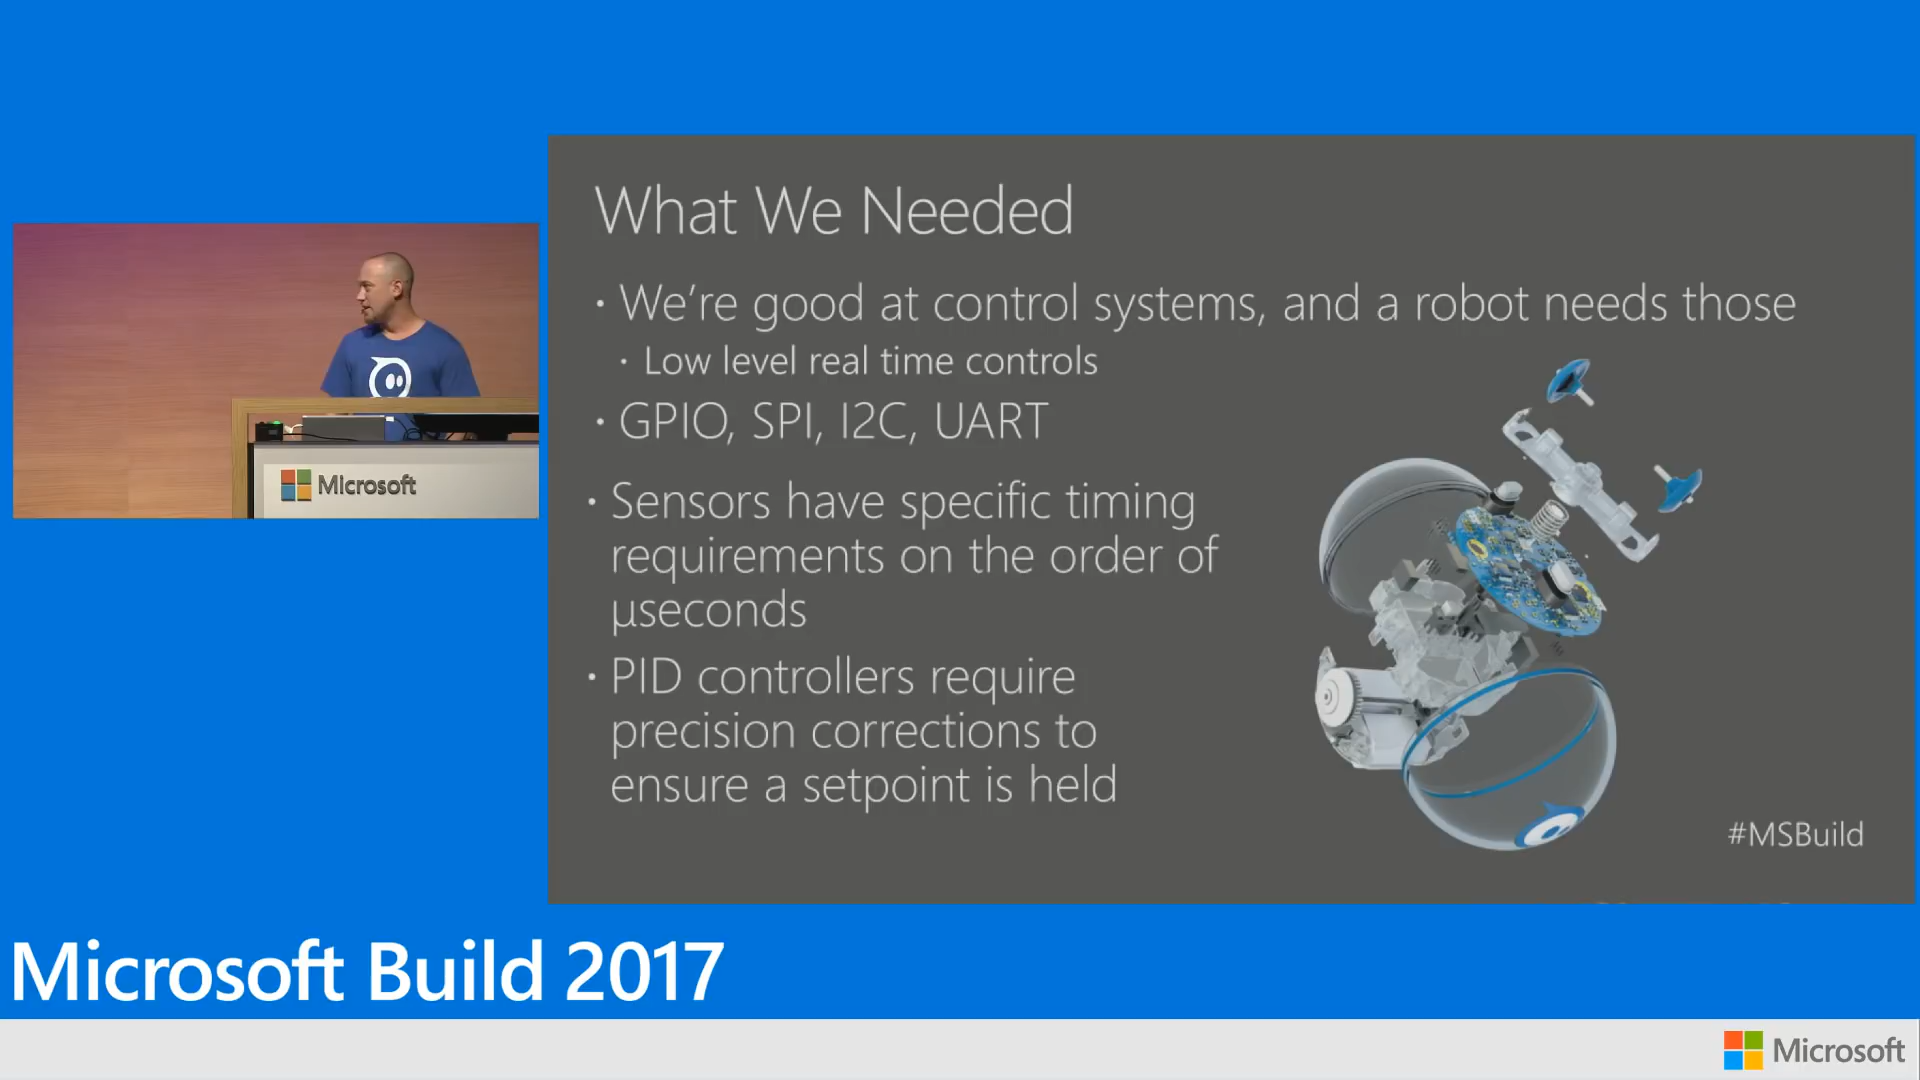 What We Needed
· We're good at control systems, and a robot needs those
· Low level real time controls
· GPIO, SPI, I2C, UART
· Sensors have specific timing
requirements on the order of
µseconds
· PID controllers require
precision corrections to
ensure a setpoint is held
#MSBuild
Microsoft
Microsoft Build 2017
Microsoft